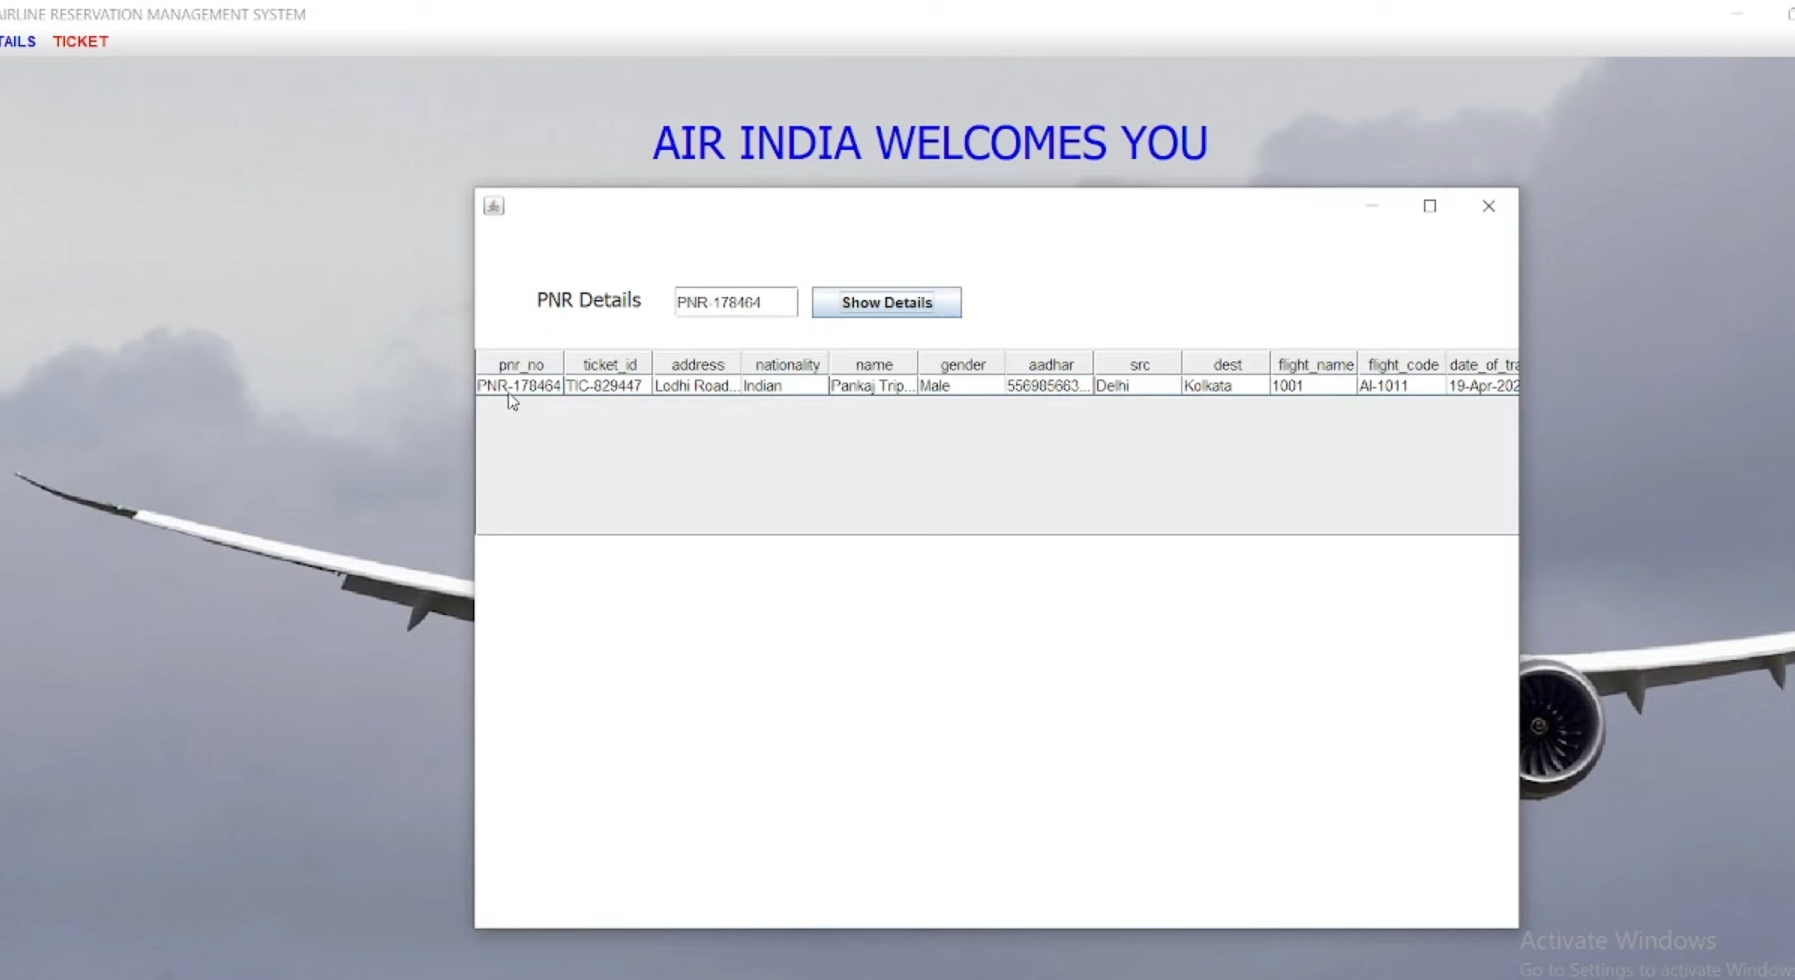 AIRLINE RESERVATION MANAGEMENT SYSTEM
TAILS TICKET
AIR INDIA WELCOMES YOU
PNR Details PNR-178464 Show Details
pnr_no ticket_id address nationality name gender aadhar src dest flight_name flight_code date_of_tra
PNR-178464 TIC-829447 Lodhi Road... Indian Pankaj Trip... Male 556985663... Delhi Kolkata 1001 AI-1011 19-Apr-202
Activate Windows
Go to Settings to activate Windows